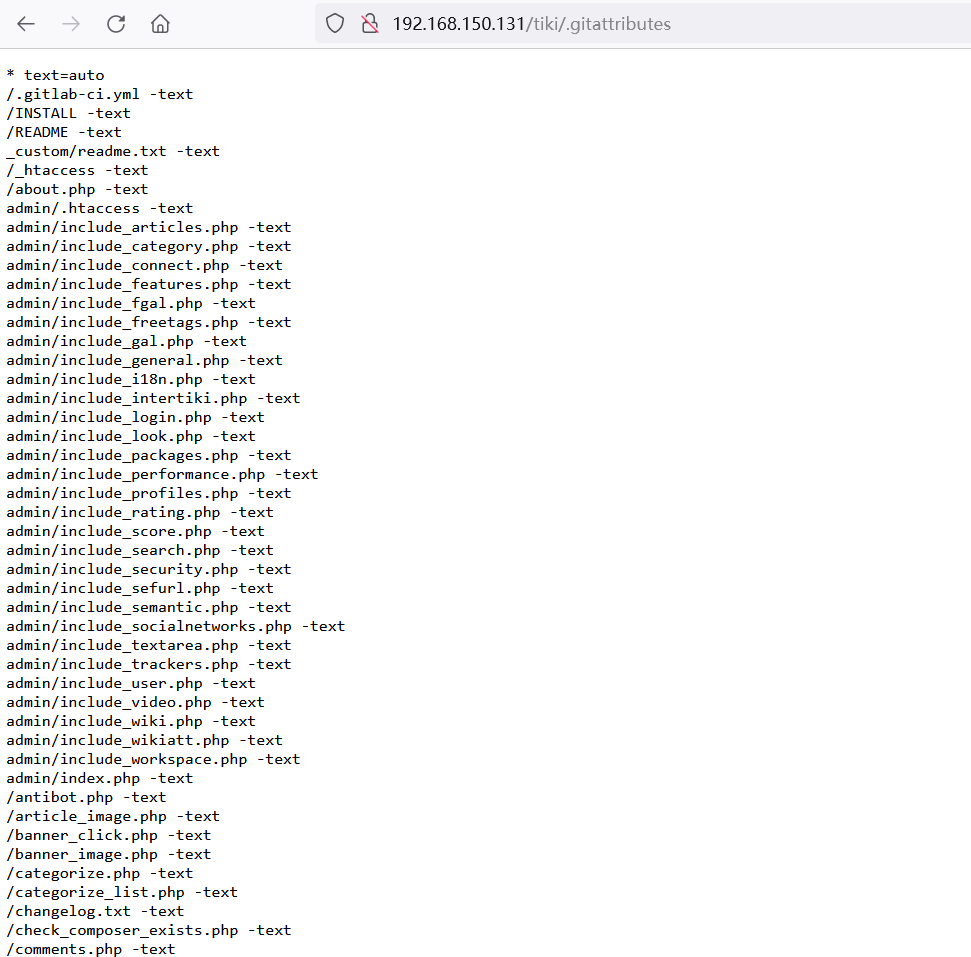 192.168.150.131/tiki/.gitattributes
* text=auto
/.gitlab-ci.yml -text
/INSTALL -text
/README -text
_custom/readme.txt -text
/_htaccess -text
/about.php -text
admin/.htaccess -text
admin/include_articles.php -text
admin/include_category.php -text
admin/include_connect.php -text
admin/include_features.php -text
admin/include_fgal.php -text
admin/include_freetags.php -text
admin/include_gal.php -text
admin/include_general.php -text
admin/include_i18n.php -text
admin/include_intertiki.php -text
admin/include_login.php -text
admin/include_look.php -text
admin/include_packages.php -text
admin/include_performance.php -text
admin/include_profiles.php -text
admin/include_rating.php -text
admin/include_score.php -text
admin/include_search.php -text
admin/include_security.php -text
admin/include_sefurl.php -text
admin/include_semantic.php -text
admin/include_socialnetworks.php -text
admin/include_textarea.php -text
admin/include_trackers.php -text
admin/include_user.php -text
admin/include_video.php -text
admin/include_wiki.php -text
admin/include_wikiatt.php -text
admin/include_workspace.php -text
admin/index.php -text
/antibot.php -text
/article_image.php -text
/banner_click.php -text
/banner_image.php -text
/categorize.php -text
/categorize_list.php -text
/changelog.txt -text
/check_composer_exists.php -text
/comments.php -text